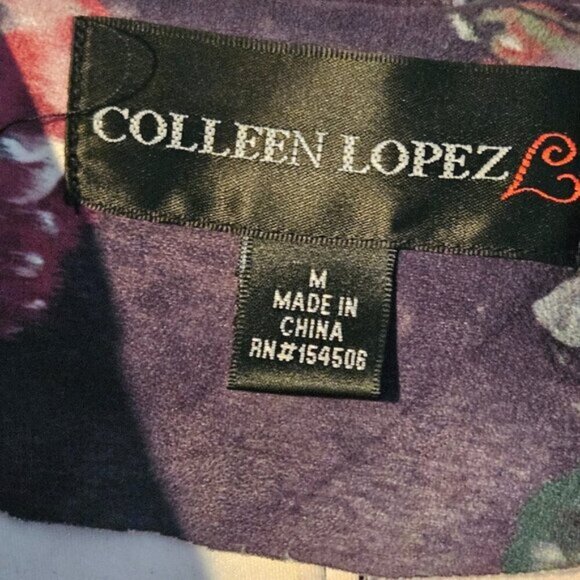 COLLEEN LOPEZ
M
MADE IN
CHINA
RN#154506